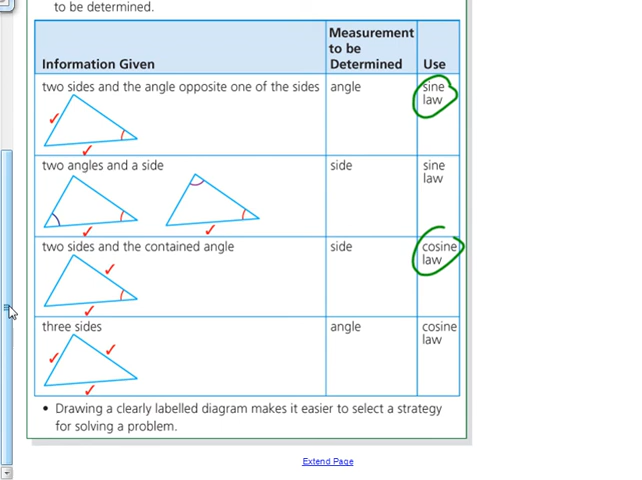 to be determined.
Measurement
to be
Information Given Determined Use
two sides and the angle opposite one of the sides angle sine
law
two angles and a side side sine
law
two sides and the contained angle side cosine
law
three sides angle cosine
law
• Drawing a clearly labelled diagram makes it easier to select a strategy
for solving a problem.
Extend Page